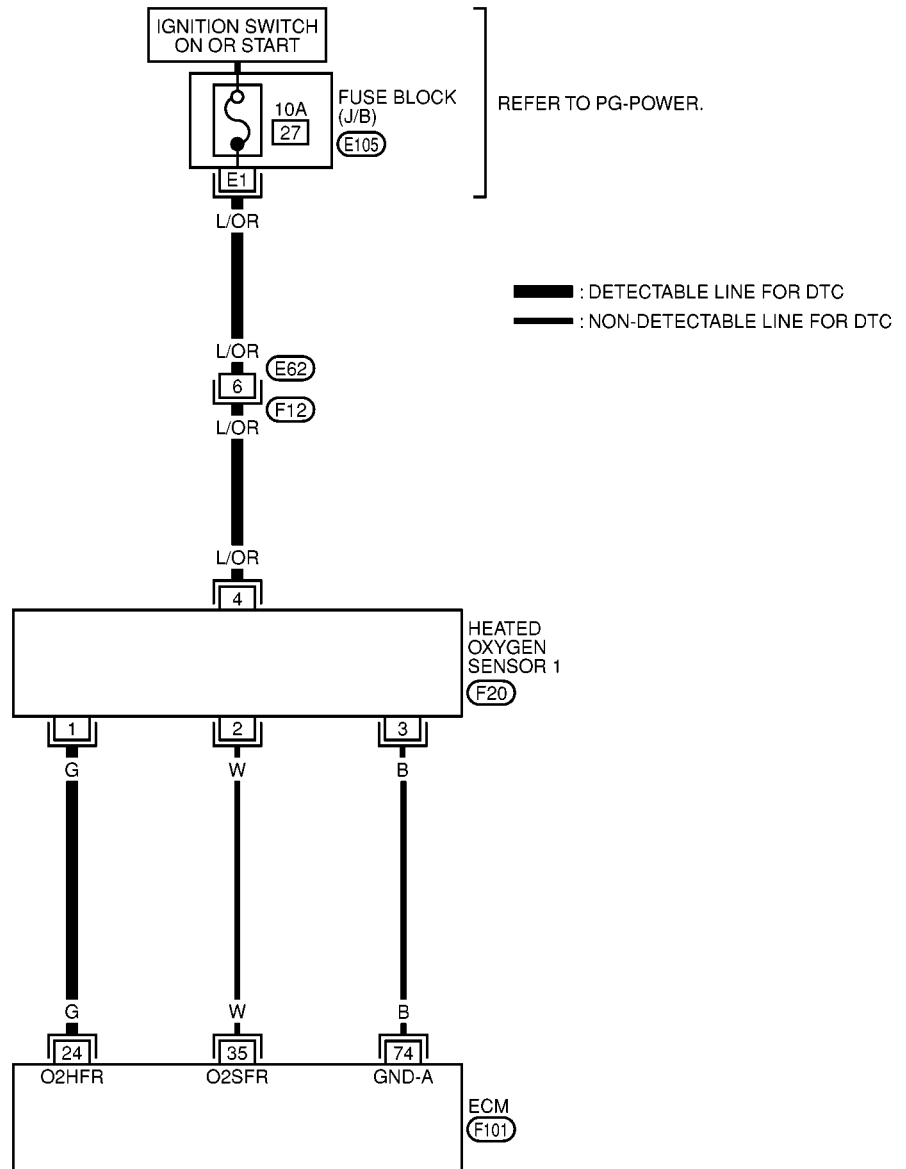 IGNITION SWITCH
ON OR START
10A
27
FUSE BLOCK
(J/B)
E105
REFER TO PG-POWER.
E1
L/OR
: DETECTABLE LINE FOR DTC
: NON-DETECTABLE LINE FOR DTC
L/OR
E62
6
F12
L/OR
L/OR
4
HEATED
OXYGEN
SENSOR 1
F20
1 2 3
G W B
G W B
24 35 74
O2HFR O2SFR GND-A
ECM
F101